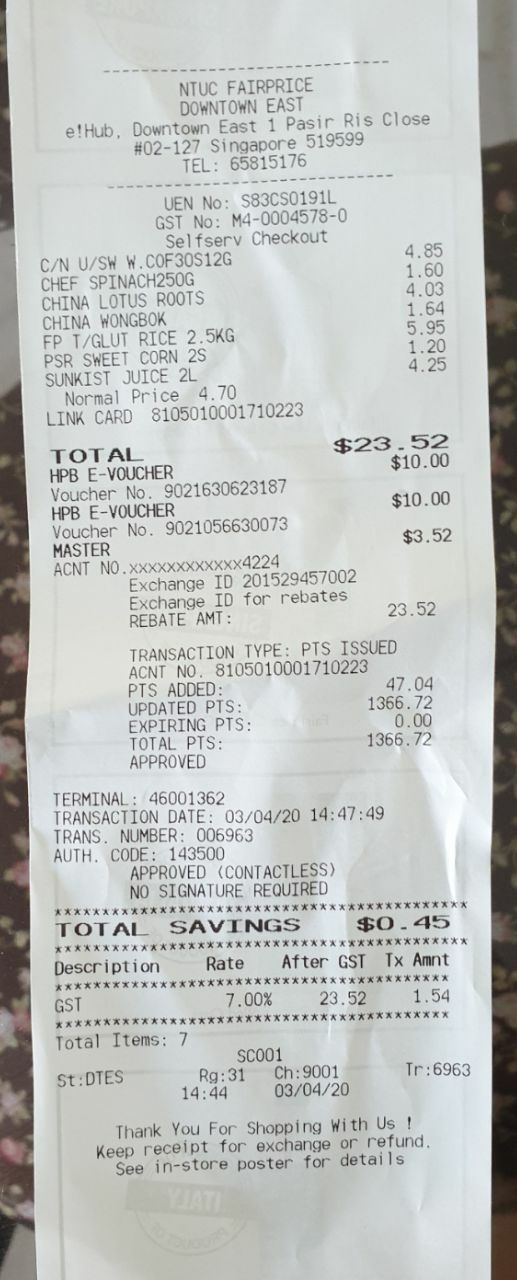 NTUC FAIRPRICE
DOWNTOWN EAST
e!Hub, Downtown East 1 Pasir Ris Close
#02-127 Singapore 519599
TEL: 65815176
UEN No: S83CS0191L
GST No: M4-0004578-0
Selfserv Checkout
C/N U/SW W.COF30S12G 4.85
CHEF SPINACH250G 1.60
CHINA LOTUS ROOTS 4.03
CHINA WONGBOK 1.64
FP T/GLUT RICE 2.5KG 5.95
PSR SWEET CORN 2S 1.20
SUNKIST JUICE 2L 4.25
Normal Price 4.70
LINK CARD 8105010001710223
TOTAL $23.52
HPB E-VOUCHER $10.00
Voucher No. 9021630623187
HPB E-VOUCHER $10.00
Voucher No. 9021056630073
MASTER $3.52
ACNT NO.xxxxxxxxxxxx4224
Exchange ID 201529457002
Exchange ID for rebates
REBATE AMT: 23.52
TRANSACTION TYPE: PTS ISSUED
ACNT NO. 8105010001710223
PTS ADDED: 47.04
UPDATED PTS: 1366.72
EXPIRING PTS: 0.00
TOTAL PTS: 1366.72
APPROVED
TERMINAL: 46001362
TRANSACTION DATE: 03/04/20 14:47:49
TRANS. NUMBER: 006963
AUTH. CODE: 143500
APPROVED (CONTACTLESS)
NO SIGNATURE REQUIRED
TOTAL SAVINGS $0.45
Description Rate After GST Tx Amnt
GST 7.00% 23.52 1.54
Total Items: 7
SC001
St:DTES Rg:31 Ch:9001 Tr:6963
14:44 03/04/20
Thank You For Shopping With Us !
Keep receipt for exchange or refund.
See in-store poster for details
ITALY
PRODUCT OF